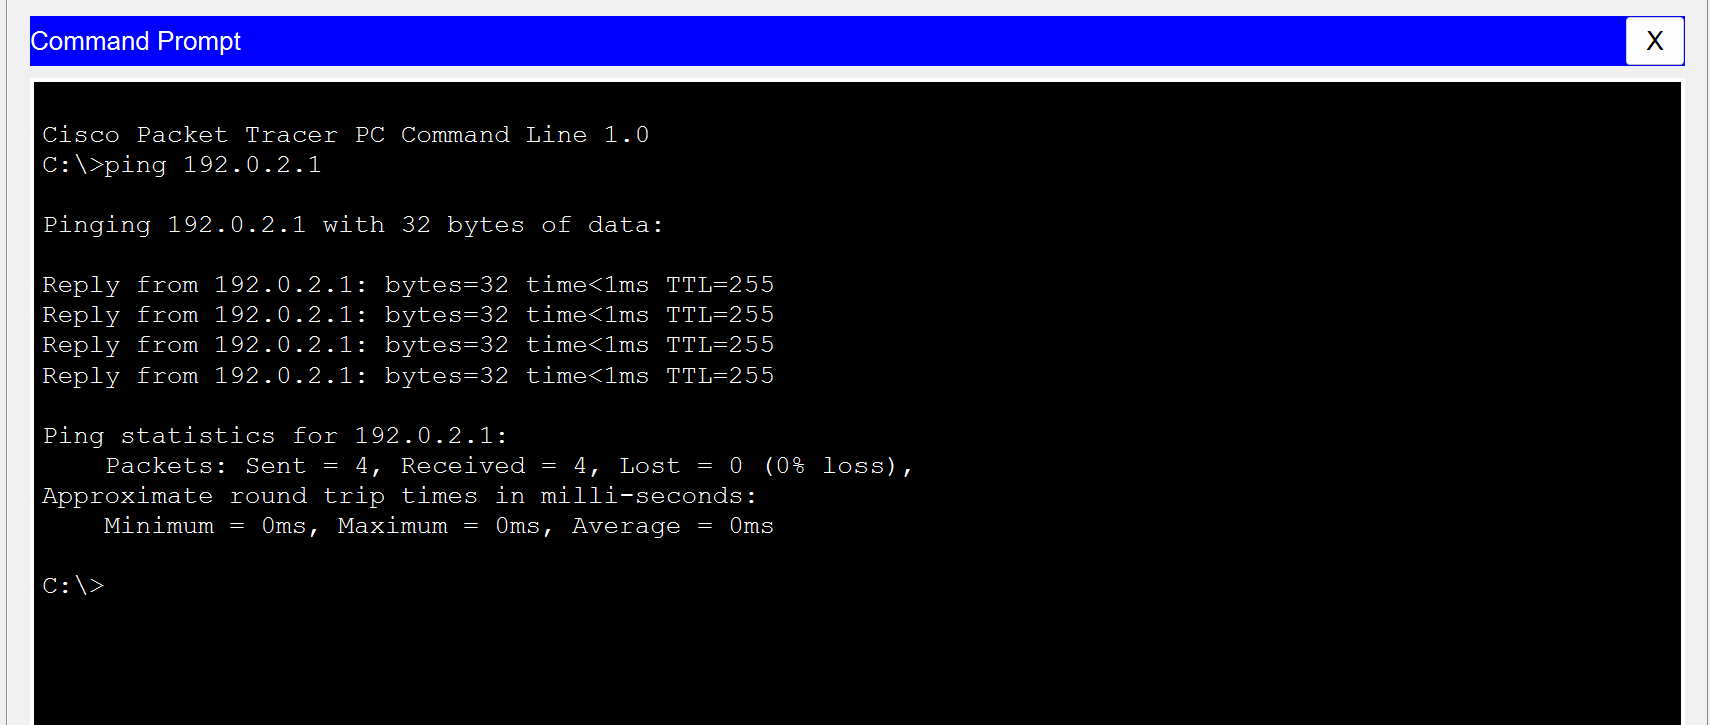 Command Prompt
X
Cisco Packet Tracer PC Command Line 1.0
C:\>ping 192.0.2.1
Pinging 192.0.2.1 with 32 bytes of data:
Reply from 192.0.2.1: bytes=32 time<1ms TTL=255
Reply from 192.0.2.1: bytes=32 time<1ms TTL=255
Reply from 192.0.2.1: bytes=32 time<1ms TTL=255
Reply from 192.0.2.1: bytes=32 time<1ms TTL=255
Ping statistics for 192.0.2.1:
    Packets: Sent = 4, Received = 4, Lost = 0 (0% loss),
Approximate round trip times in milli-seconds:
    Minimum = 0ms, Maximum = 0ms, Average = 0ms
C:\>